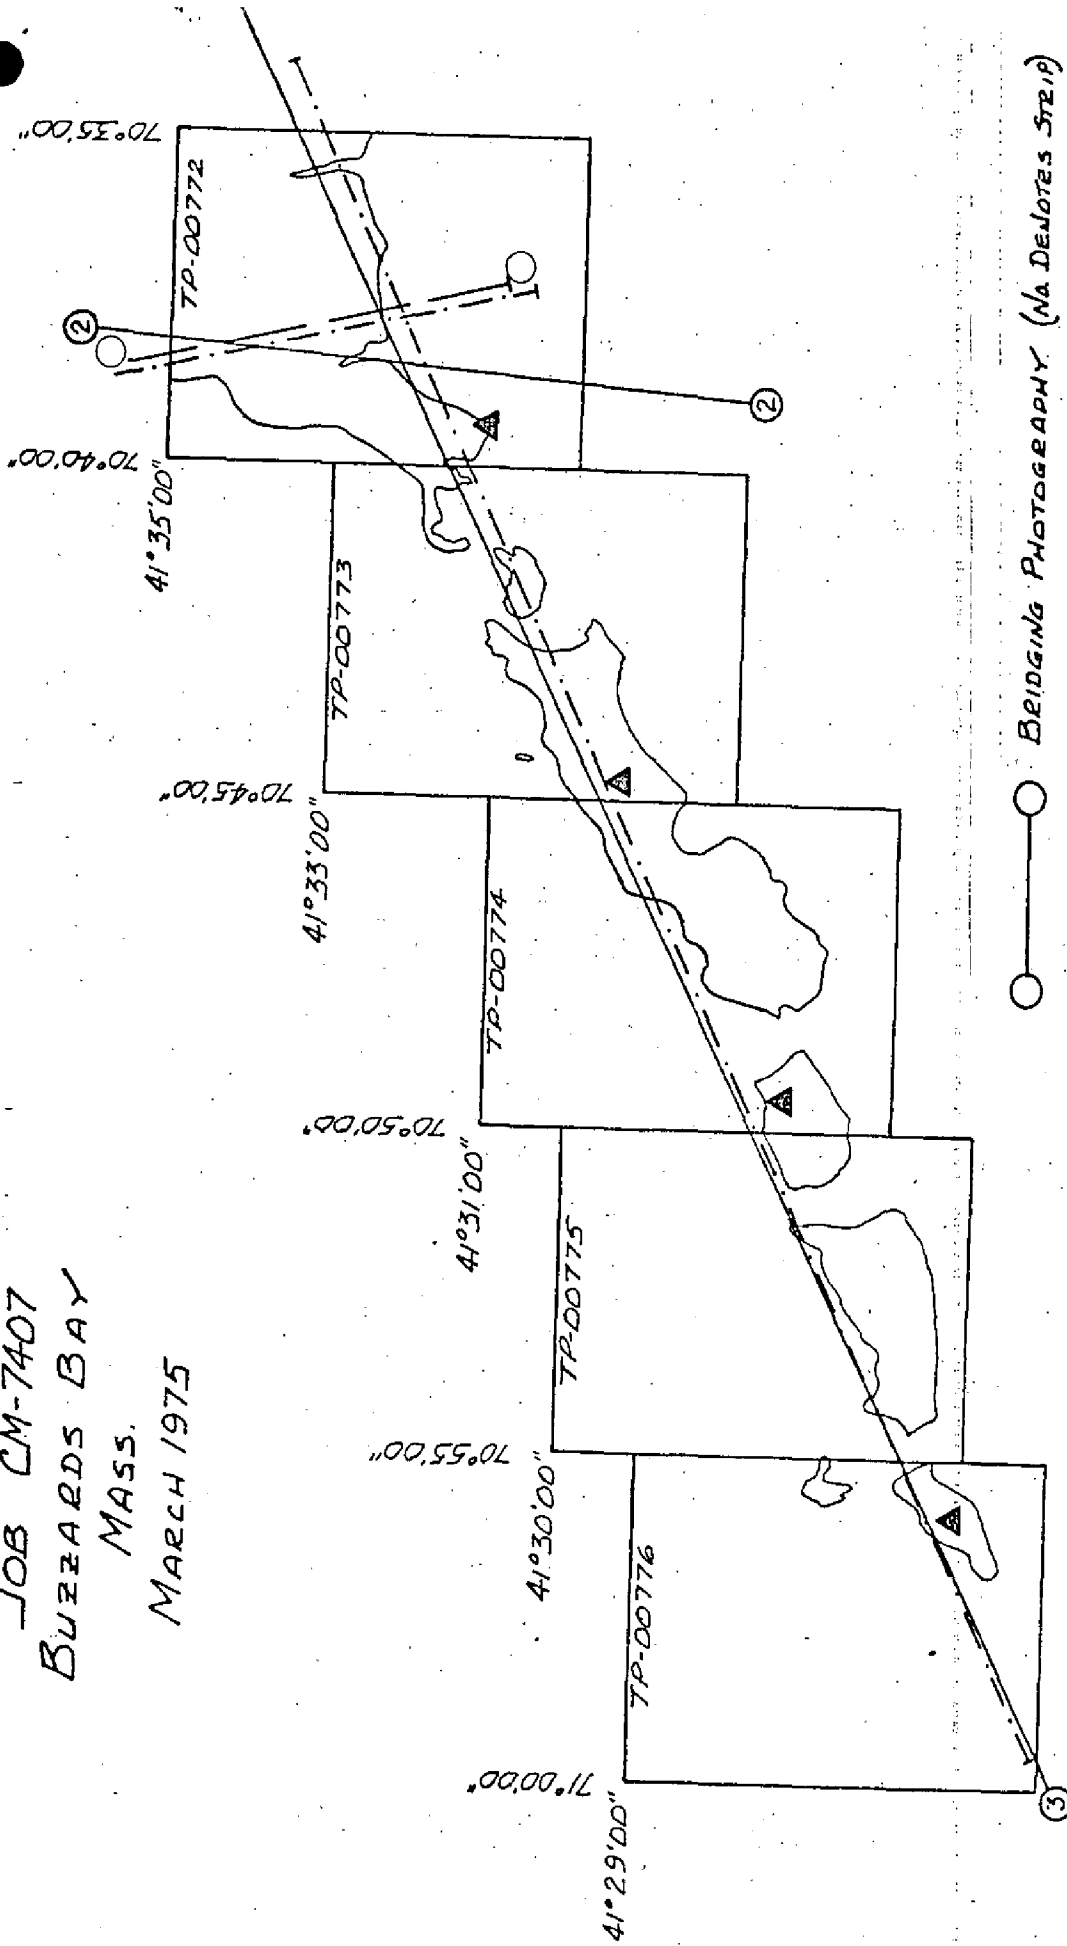 JOB CM-7407
BUZZARDS BAY
MASS.
MARCH 1975
70°35'00"
TP-00772
70°40'00"
41°35'00"
TP-00773
70°45'00"
41°33'00"
TP-00774
70°50'00"
41°31'00"
TP-00775
70°55'00"
41°30'00"
TP-00776
71°00'00"
41°29'00"
2
2
3
BRIDGING PHOTOGRAPHY (No. DENOTES STRIP)